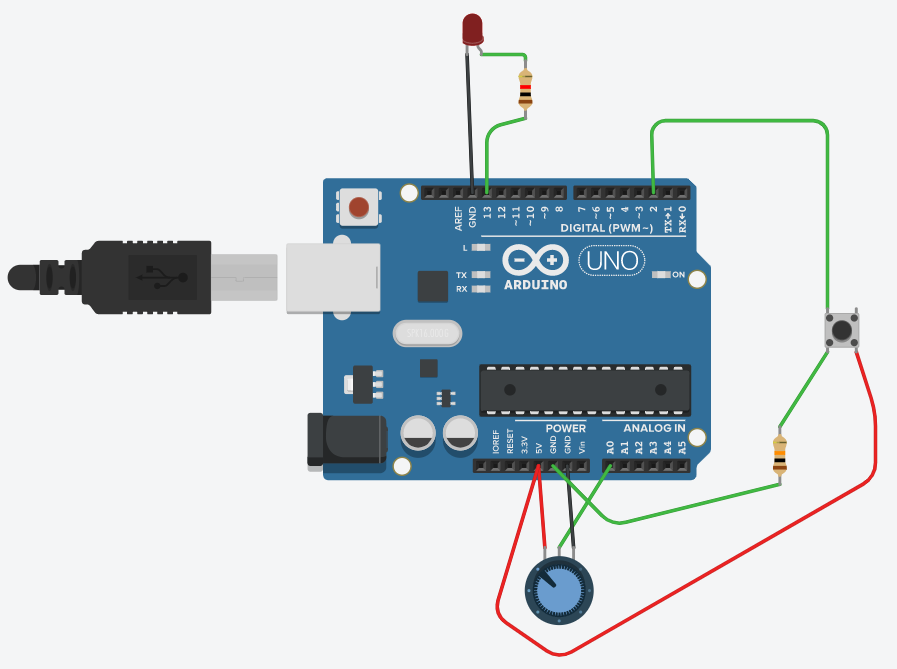 AREF
GND
13
12
~11
~10
~9
8
7
~6
~5
4
~3
2
TX→1
RX←0
DIGITAL (PWM~)
L
TX
RX
UNO
ON
ARDUINO
POWER
ANALOG IN
IOREF
RESET
3.3V
5V
GND
GND
Vin
A0
A1
A2
A3
A4
A5